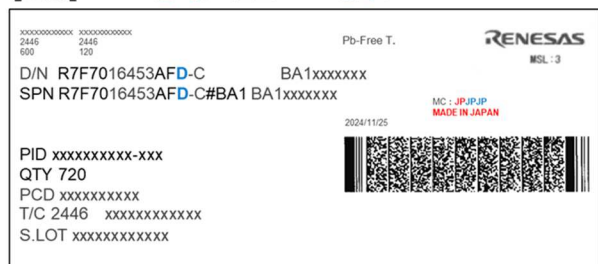 xxxxxxxxxxxx xxxxxxxxxxxx
2446 2446
600 120
Pb-Free T.
RENESAS
MSL : 3
D/N R7F7016453AFD-C BA1xxxxxxx
SPN R7F7016453AFD-C#BA1 BA1xxxxxxx
MC : JPJPJP
MADE IN JAPAN
2024/11/25
PID xxxxxxxxxx-xxx
QTY 720
PCD xxxxxxxxxx
T/C 2446 xxxxxxxxxxxx
S.LOT xxxxxxxxxxxx